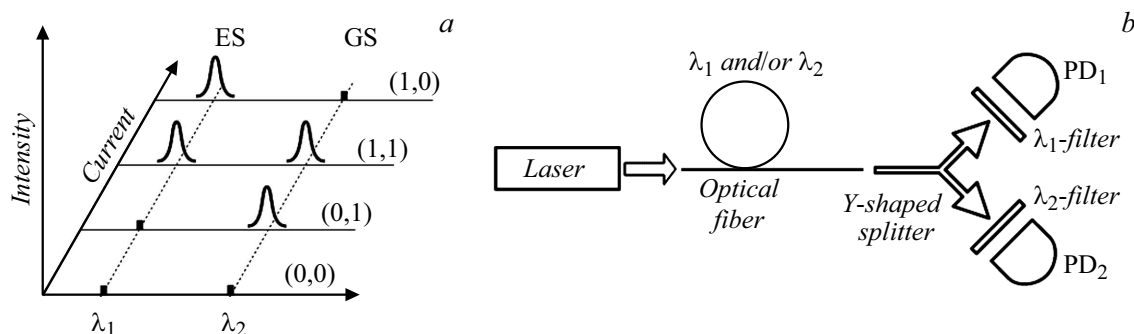 a
ES GS
(1,0)
Current
Intensity
(1,1)
(0,1)
(0,0)
λ1 λ2
b
λ1 and/or λ2
PD1
λ1-filter
Laser
Optical
fiber
Y-shaped
splitter
λ2-filter
PD2